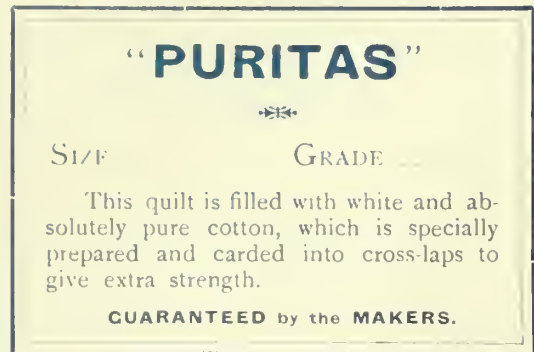 "PURITAS"
SIZE GRADE
This quilt is filled with white and ab-
solutely pure cotton, which is specially
prepared and carded into cross-laps to
give extra strength.
GUARANTEED by the MAKERS.